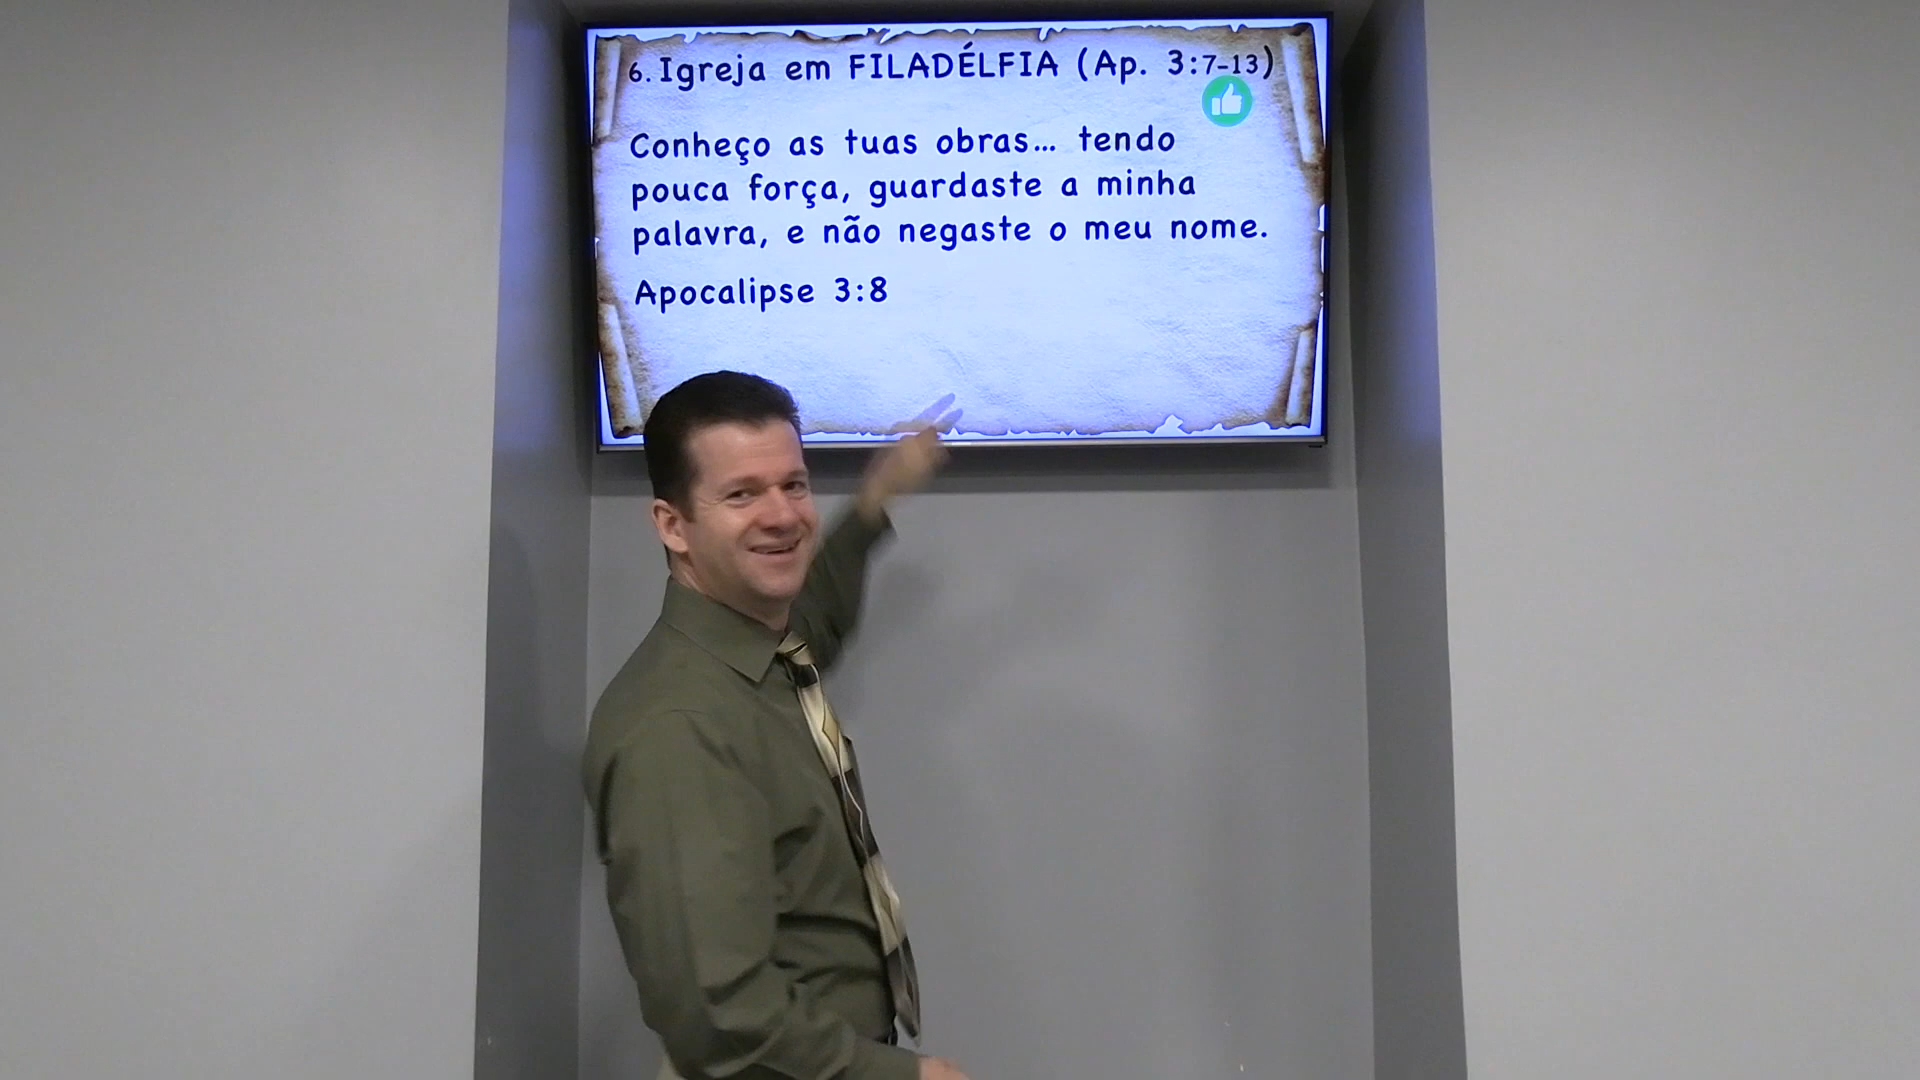 6. Igreja em FILADÉLFIA (Ap. 3:7-13)
Conheço as tuas obras... tendo
pouca força, guardaste a minha
palavra, e não negaste o meu nome.
Apocalipse 3:8